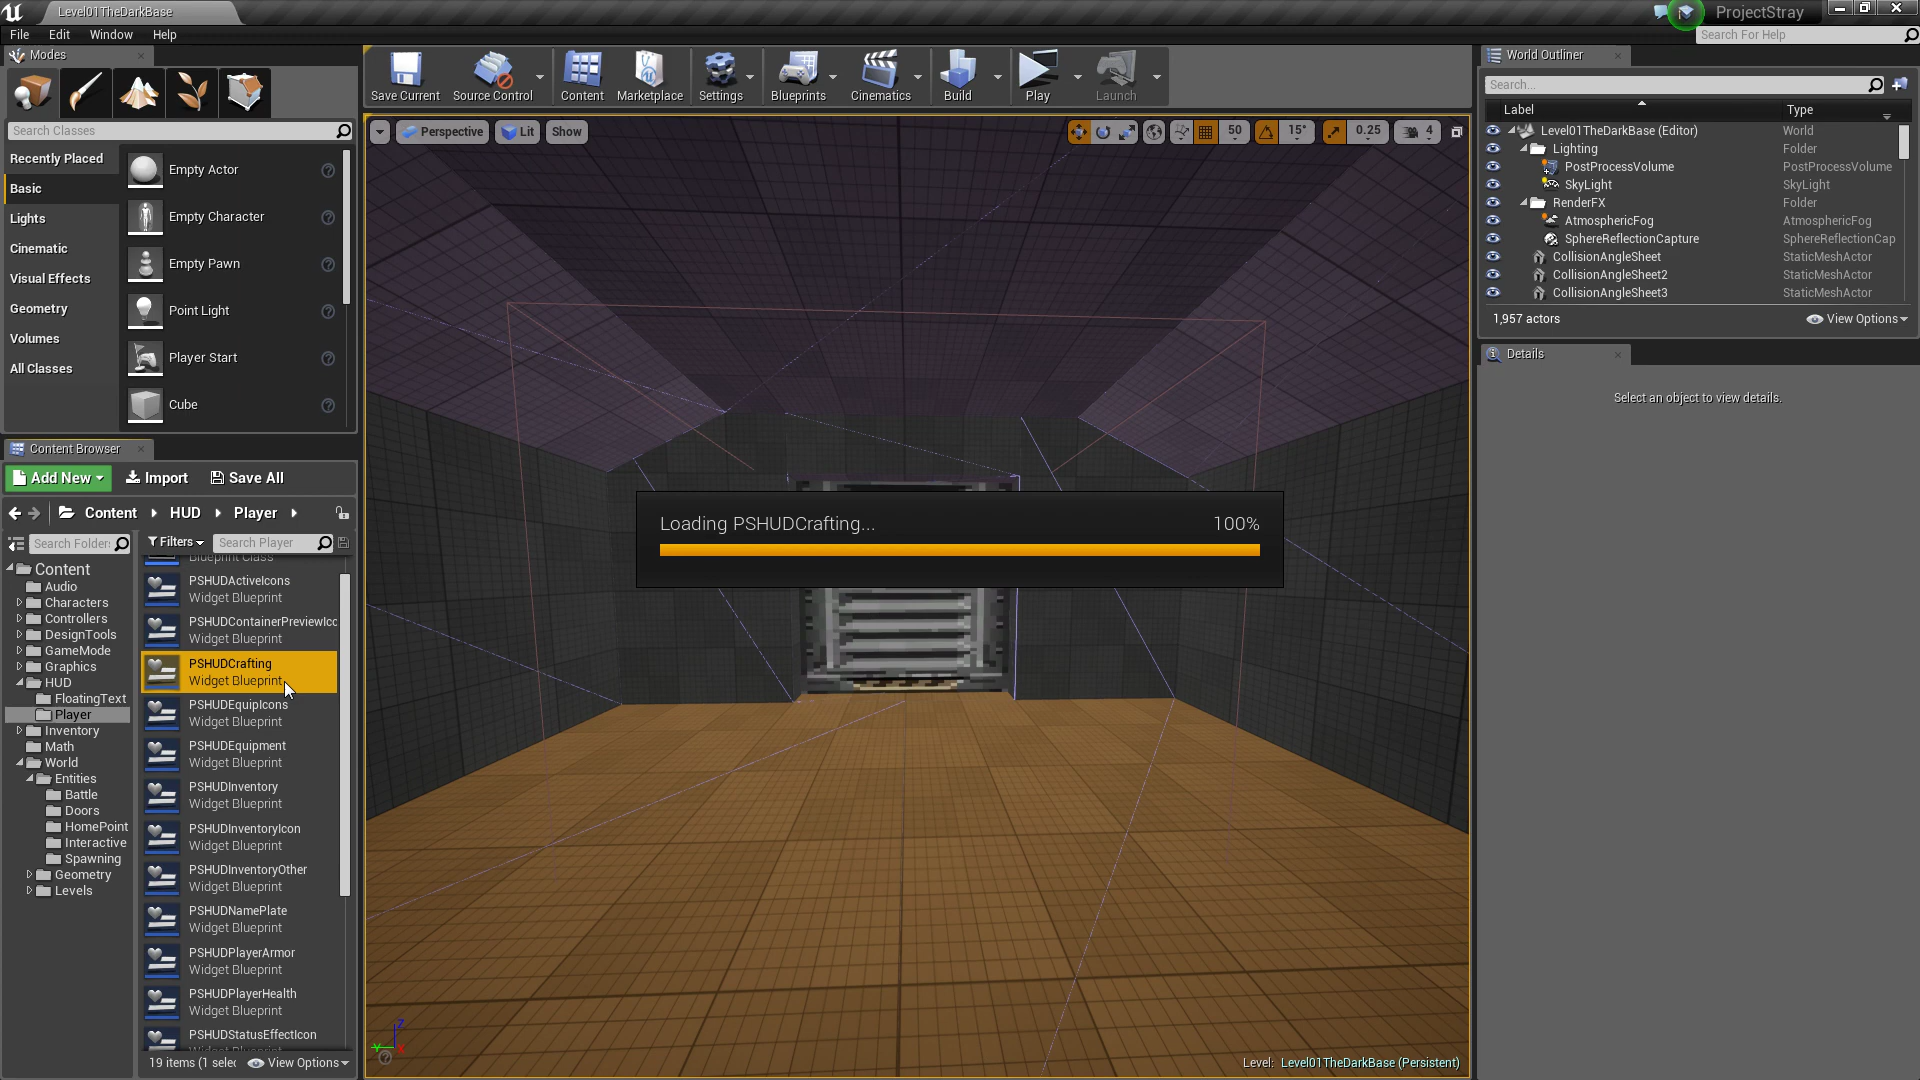 Level01TheDarkBase
ProjectStray
File Edit Window Help
Search For Help
Modes
Search Classes
Recently Placed
Basic
Lights
Cinematic
Visual Effects
Geometry
Volumes
All Classes
Empty Actor
Empty Character
Empty Pawn
Point Light
Player Start
Cube
Save Current
Source Control
Content
Marketplace
Settings
Blueprints
Cinematics
Build
Play
Launch
Perspective Lit Show
50 15° 0.25 4
World Outliner
Search...
Label Type
Level01TheDarkBase (Editor) World
Lighting Folder
PostProcessVolume PostProcessVolume
SkyLight SkyLight
RenderFX Folder
AtmosphericFog AtmosphericFog
SphereReflectionCapture SphereReflectionCap
CollisionAngleSheet StaticMeshActor
CollisionAngleSheet2 StaticMeshActor
CollisionAngleSheet3 StaticMeshActor
1,957 actors View Options
Details
Select an object to view details.
Loading PSHUDCrafting... 100%
Content Browser
Add New Import Save All
Content HUD Player
Search Folders
Filters Search Player
Content
Audio
Characters
Controllers
DesignTools
GameMode
Graphics
HUD
FloatingText
Player
Inventory
Math
World
Entities
Battle
Doors
HomePoint
Interactive
Spawning
Geometry
Levels
Blueprint Class
PSHUDActiveIcons
Widget Blueprint
PSHUDContainerPreviewIco
Widget Blueprint
PSHUDCrafting
Widget Blueprint
PSHUDEquipIcons
Widget Blueprint
PSHUDEquipment
Widget Blueprint
PSHUDInventory
Widget Blueprint
PSHUDInventoryIcon
Widget Blueprint
PSHUDInventoryOther
Widget Blueprint
PSHUDNamePlate
Widget Blueprint
PSHUDPlayerArmor
Widget Blueprint
PSHUDPlayerHealth
Widget Blueprint
PSHUDStatusEffectIcon
Widget Blueprint
19 items (1 selec View Options
Z
Y X
Level: Level01TheDarkBase (Persistent)